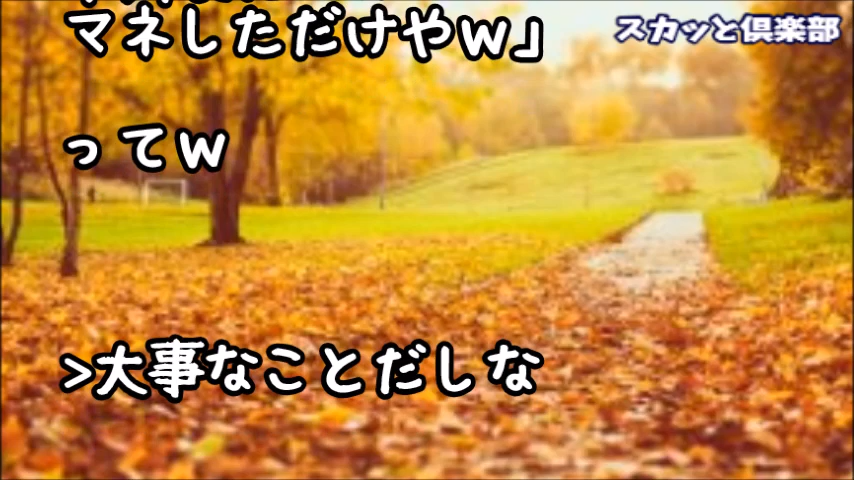 スカッと倶楽部
マネしただけやw」
ってw
>大事なことだしな